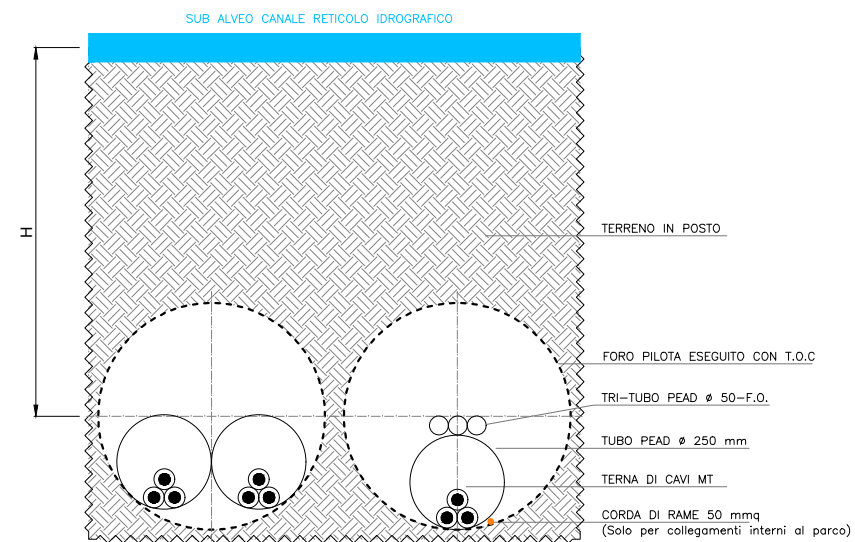 SUB ALVEO CANALE RETICOLO IDROGRAFICO
H
TERRENO IN POSTO
FORO PILOTA ESEGUITO CON T.O.C
TRI-TUBO PEAD ø 50-F.O.
TUBO PEAD ø 250 mm
TERNA DI CAVI MT
CORDA DI RAME 50 mmq
(Solo per collegamenti interni al parco)